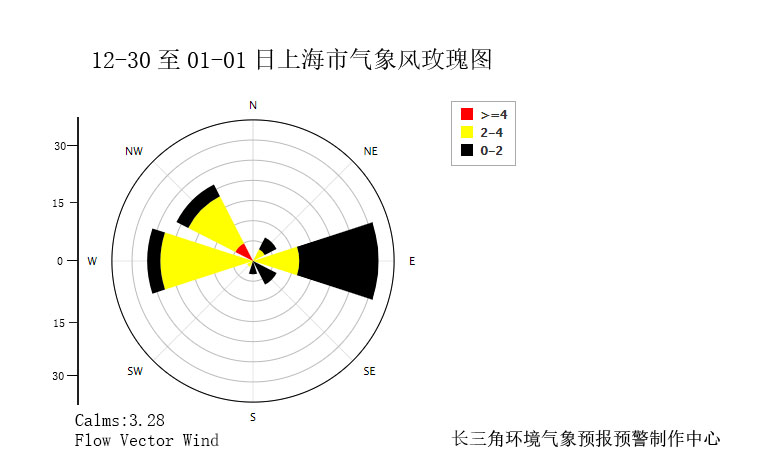 12-30 至 01-01 日上海市气象风玫瑰图
N
NW
NE
W
E
SW
SE
S
30
15
0
15
30
>=4
2-4
0-2
Calms:3.28
Flow Vector Wind
长三角环境气象预报预警制作中心